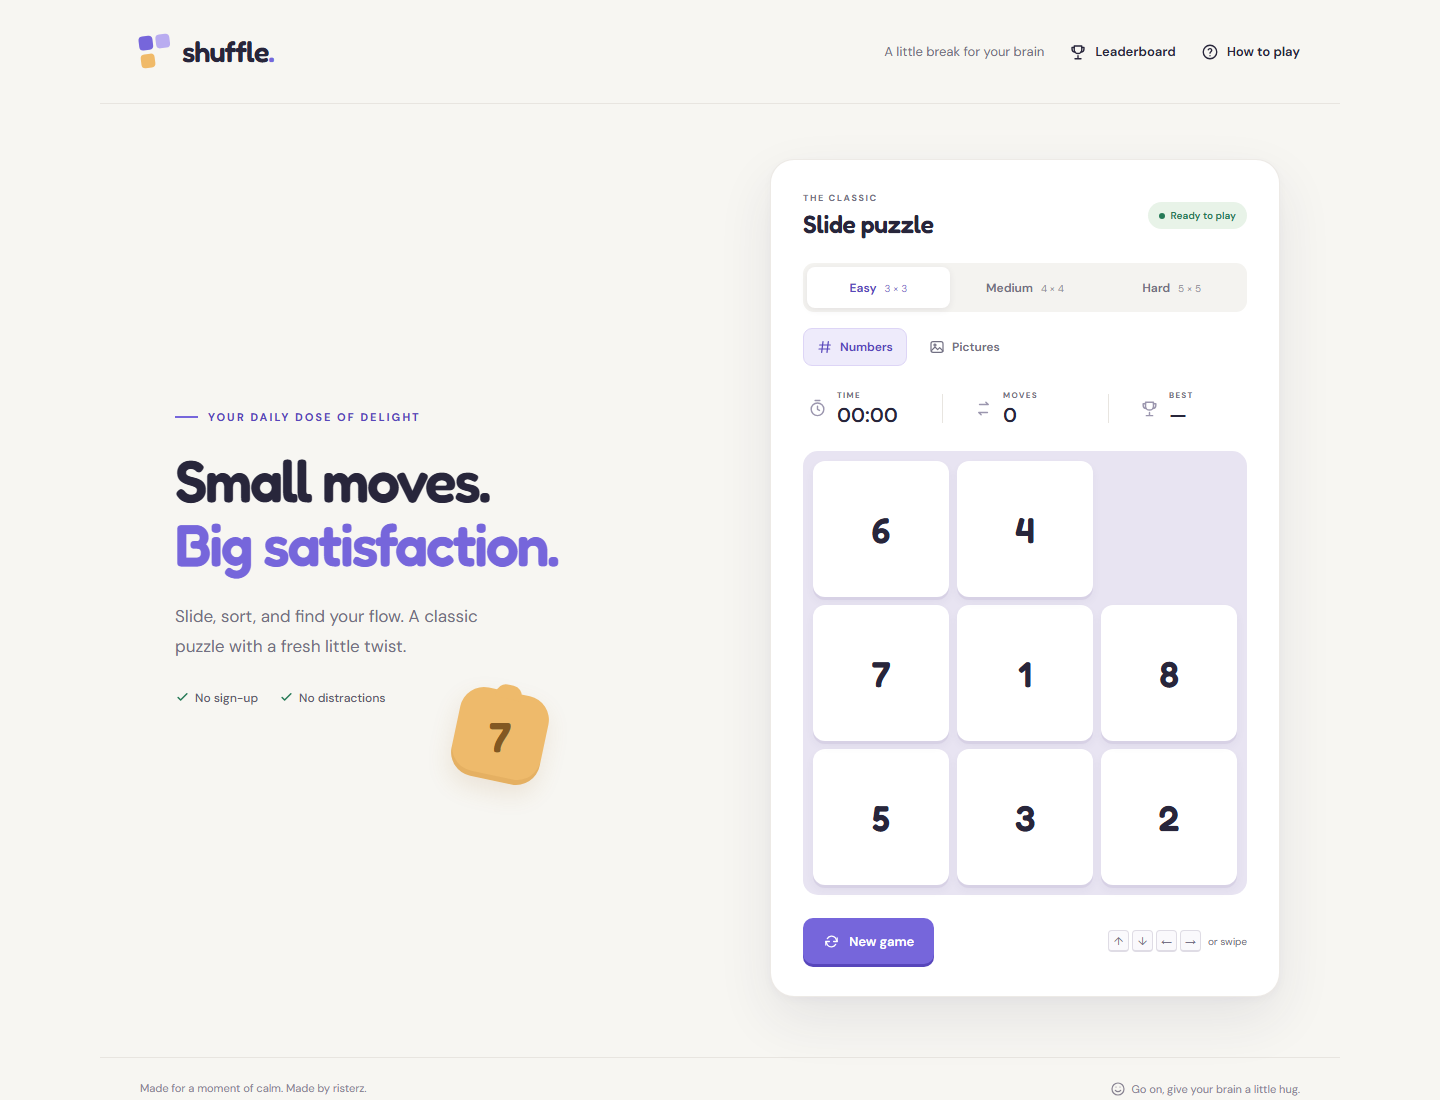 shuffle.
A little break for your brain
Leaderboard
How to play
YOUR DAILY DOSE OF DELIGHT
Small moves.
Big satisfaction.
Slide, sort, and find your flow. A classic
puzzle with a fresh little twist.
No sign-up
No distractions
7
THE CLASSIC
Slide puzzle
Ready to play
Easy 3 × 3
Medium 4 × 4
Hard 5 × 5
Numbers
Pictures
TIME
00:00
MOVES
0
BEST
—
6 4
7 1 8
5 3 2
New game
↑ ↓ ← → or swipe
Made for a moment of calm. Made by risterz.
Go on, give your brain a little hug.